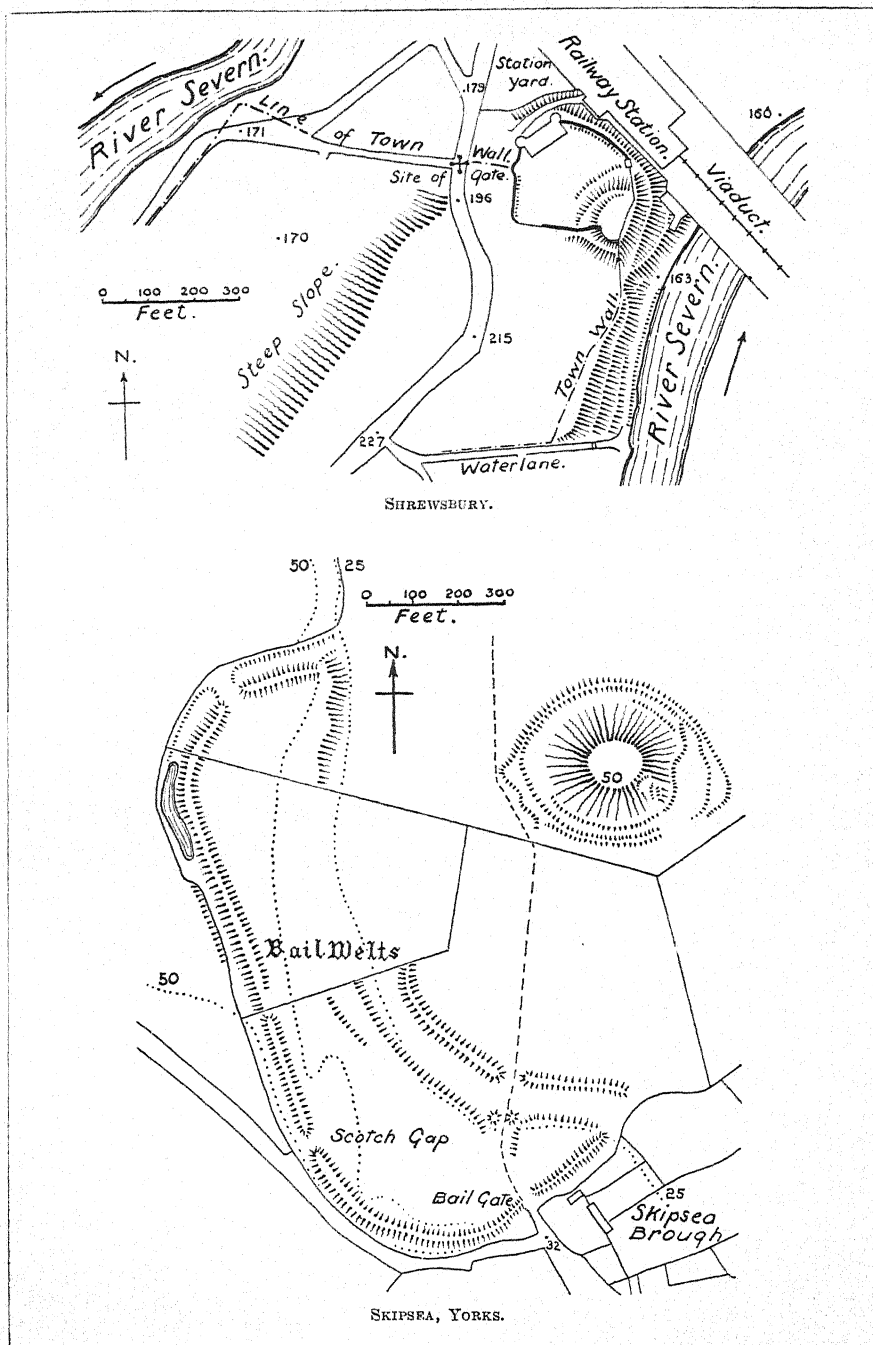 River Severn.
Line
of Town
Wall.
171
179
Station
yard.
Railway Station.
160
Viaduct.
Site of
Gate.
196
170
0 100 200 300
Feet.
Steep Slope.
N.
163
215
Town Wall
River Severn.
227
Waterlane.
SHREWSBURY.
50
25
0 100 200 300
Feet.
N.
50
Bail Welts
50
Scotch Gap
Bail Gate
25
Skipsea
Brough
32
SKIPSEA, YORKS.